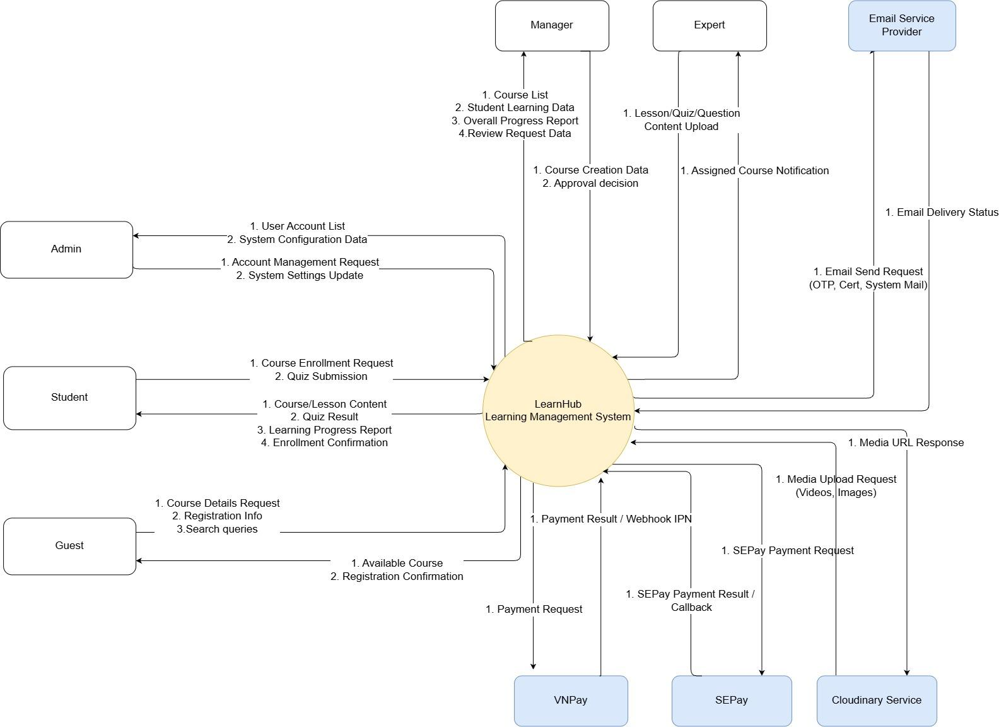 Manager
Expert
Email Service
Provider
1. Course List
2. Student Learning Data
3. Overall Progress Report
4.Review Request Data
1. Lesson/Quiz/Question
Content Upload
1. Course Creation Data
2. Approval decision
1. Assigned Course Notification
1. Email Delivery Status
Admin
1. User Account List
2. System Configuration Data
1. Account Management Request
2. System Settings Update
1. Email Send Request
(OTP, Cert, System Mail)
Student
1. Course Enrollment Request
2. Quiz Submission
1. Course/Lesson Content
2. Quiz Result
3. Learning Progress Report
4. Enrollment Confirmation
LearnHub
Learning Management System
1. Media URL Response
1. Media Upload Request
(Videos, Images)
Guest
1. Course Details Request
2. Registration Info
3.Search queries
1. Available Course
2. Registration Confirmation
1. Payment Result / Webhook IPN
1. SEPay Payment Request
1. SEPay Payment Result /
Callback
1. Payment Request
VNPay
SEPay
Cloudinary Service